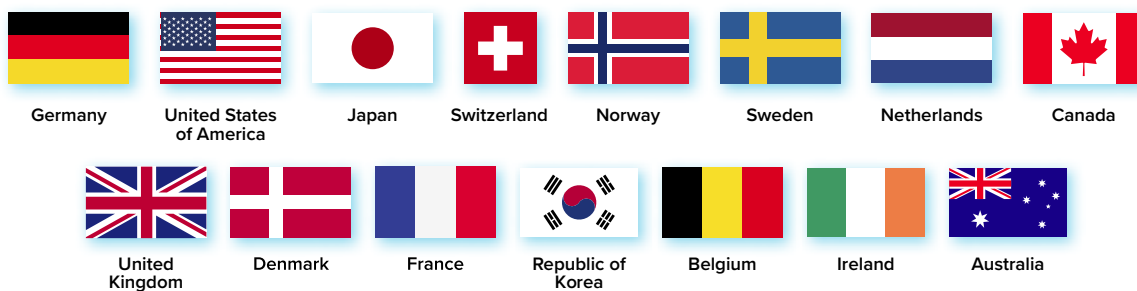 Germany
United States
of America
Japan
Switzerland
Norway
Sweden
Netherlands
Canada
United
Kingdom
Denmark
France
Republic of
Korea
Belgium
Ireland
Australia